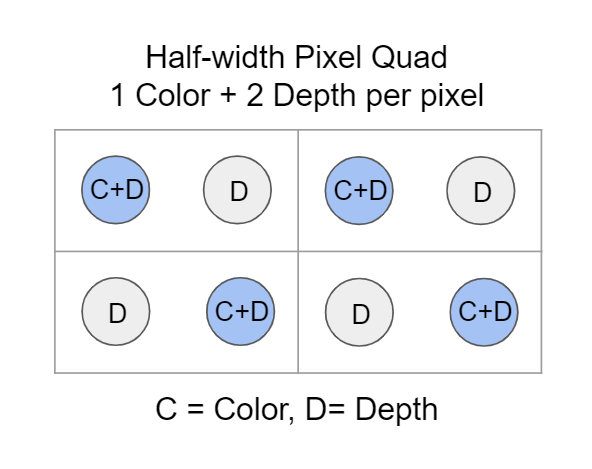 Half-width Pixel Quad
1 Color + 2 Depth per pixel
C+D D C+D D
D C+D D C+D
C = Color, D= Depth